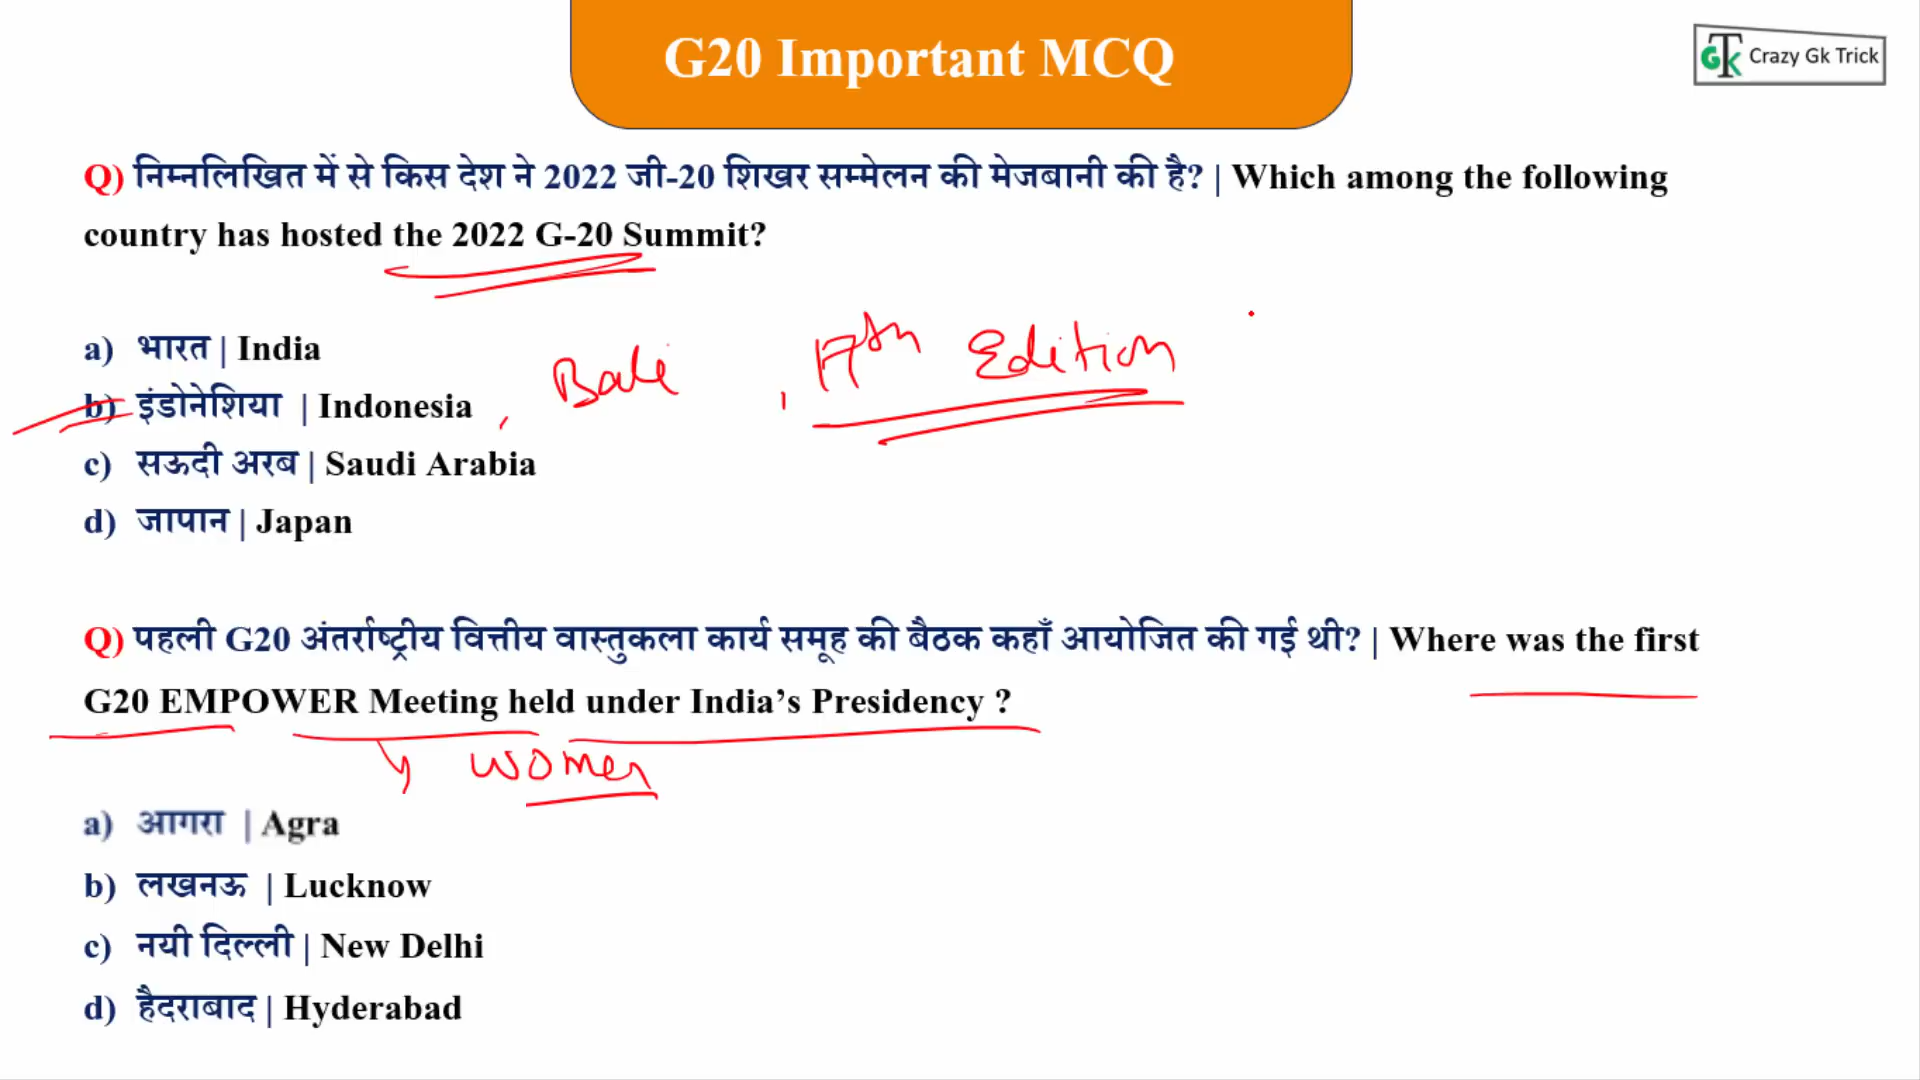 G20 Important MCQ
GTK Crazy Gk Trick
Q) निम्नलिखित में से किस देश ने 2022 जी-20 शिखर सम्मेलन की मेजबानी की है? | Which among the following
country has hosted the 2022 G-20 Summit?
a) भारत | India
b) इंडोनेशिया | Indonesia , Bali , 17th Edition
c) सऊदी अरब | Saudi Arabia
d) जापान | Japan
Q) पहली G20 अंतर्राष्ट्रीय वित्तीय वास्तुकला कार्य समूह की बैठक कहाँ आयोजित की गई थी? | Where was the first
G20 EMPOWER Meeting held under India’s Presidency ?
women
a) आगरा | Agra
b) लखनऊ | Lucknow
c) नयी दिल्ली | New Delhi
d) हैदराबाद | Hyderabad